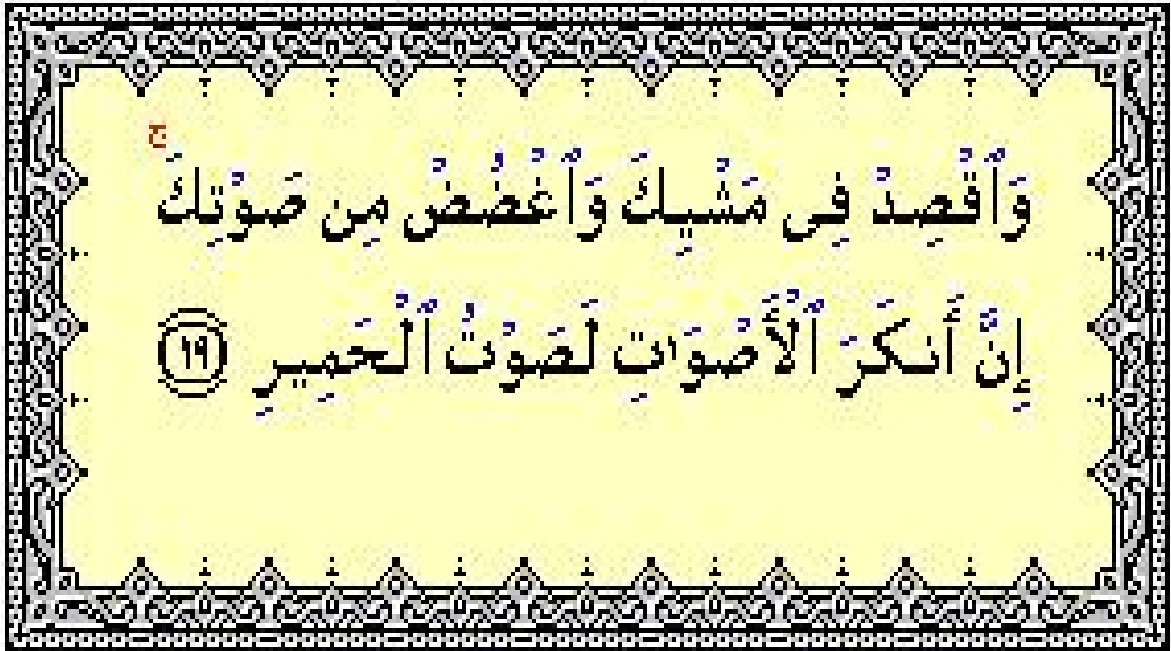 وَٱقْصِدْ فِى مَشْيِكَ وَٱغْضُضْ مِن صَوْتِكَ ۚ
إِنَّ أَنكَرَ ٱلْأَصْوَٰتِ لَصَوْتُ ٱلْحَمِيرِ ١٩